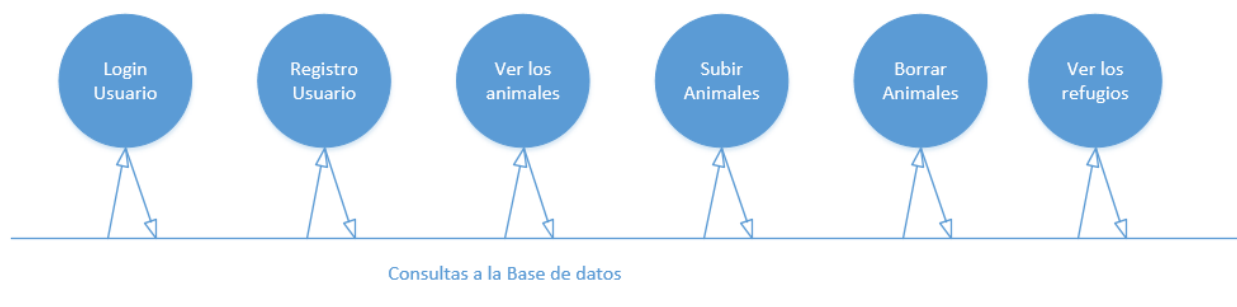 Login
Usuario
Registro
Usuario
Ver los
animales
Subir
Animales
Borrar
Animales
Ver los
refugios
Consultas a la Base de datos